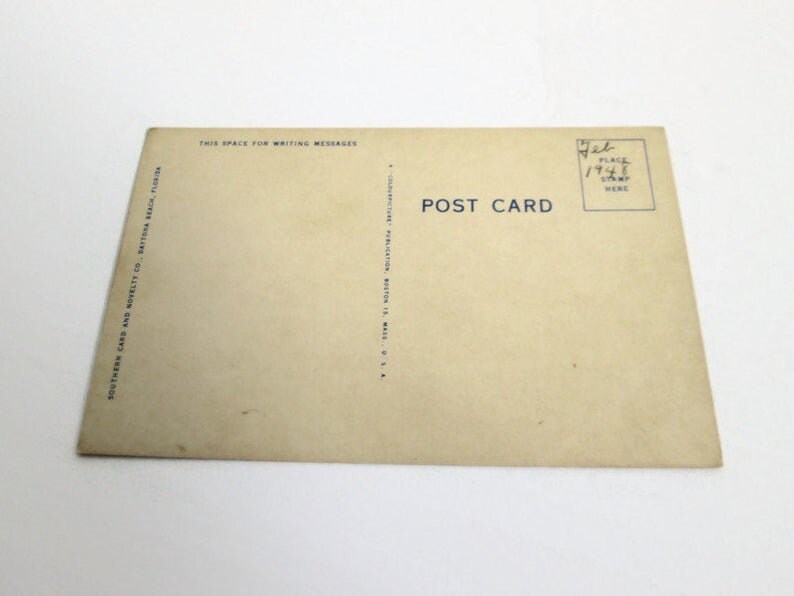 THIS SPACE FOR WRITING MESSAGES
SOUTHERN CARD AND NOVELTY CO., DAYTONA BEACH, FLORIDA
A "COLOURPICTURE" PUBLICATION, BOSTON 15, MASS., U.S.A.
POST CARD
Feb
1948
PLACE
STAMP
HERE